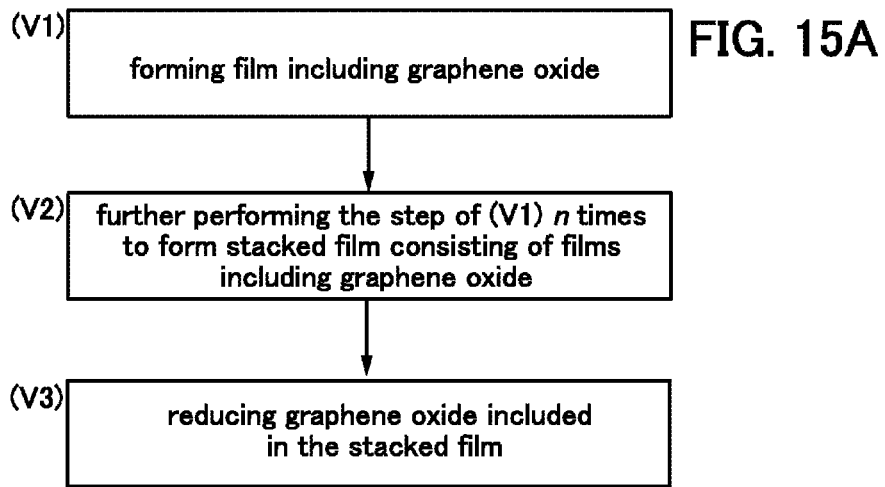 FIG. 15A
(V1)
forming film including graphene oxide
(V2)
further performing the step of (V1) n times
to form stacked film consisting of films
including graphene oxide
(V3)
reducing graphene oxide included
in the stacked film